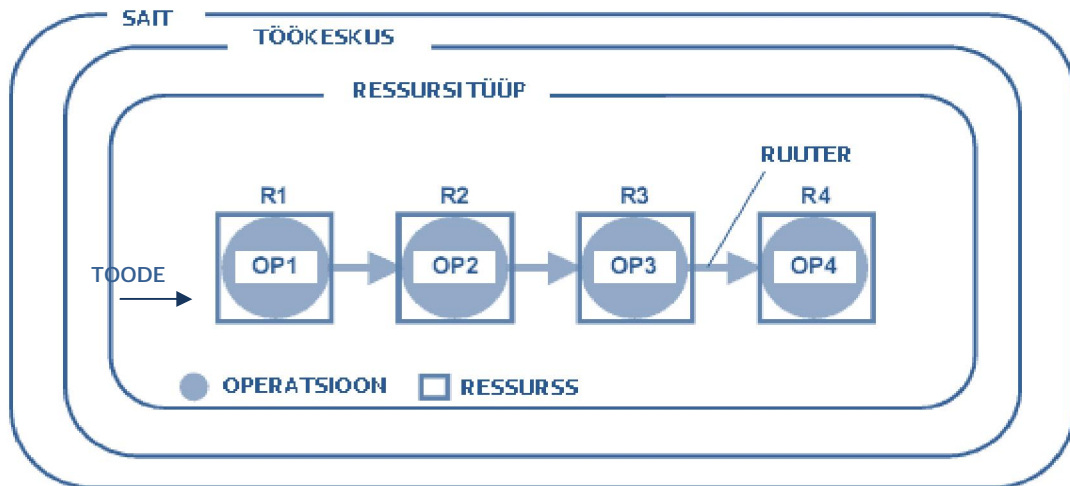 SAIT
TÖÖKESKUS
RESSURSITÜÜP
RUUTER
R1 R2 R3 R4
OP1 OP2 OP3 OP4
TOODE
OPERATSIOON RESSURSS